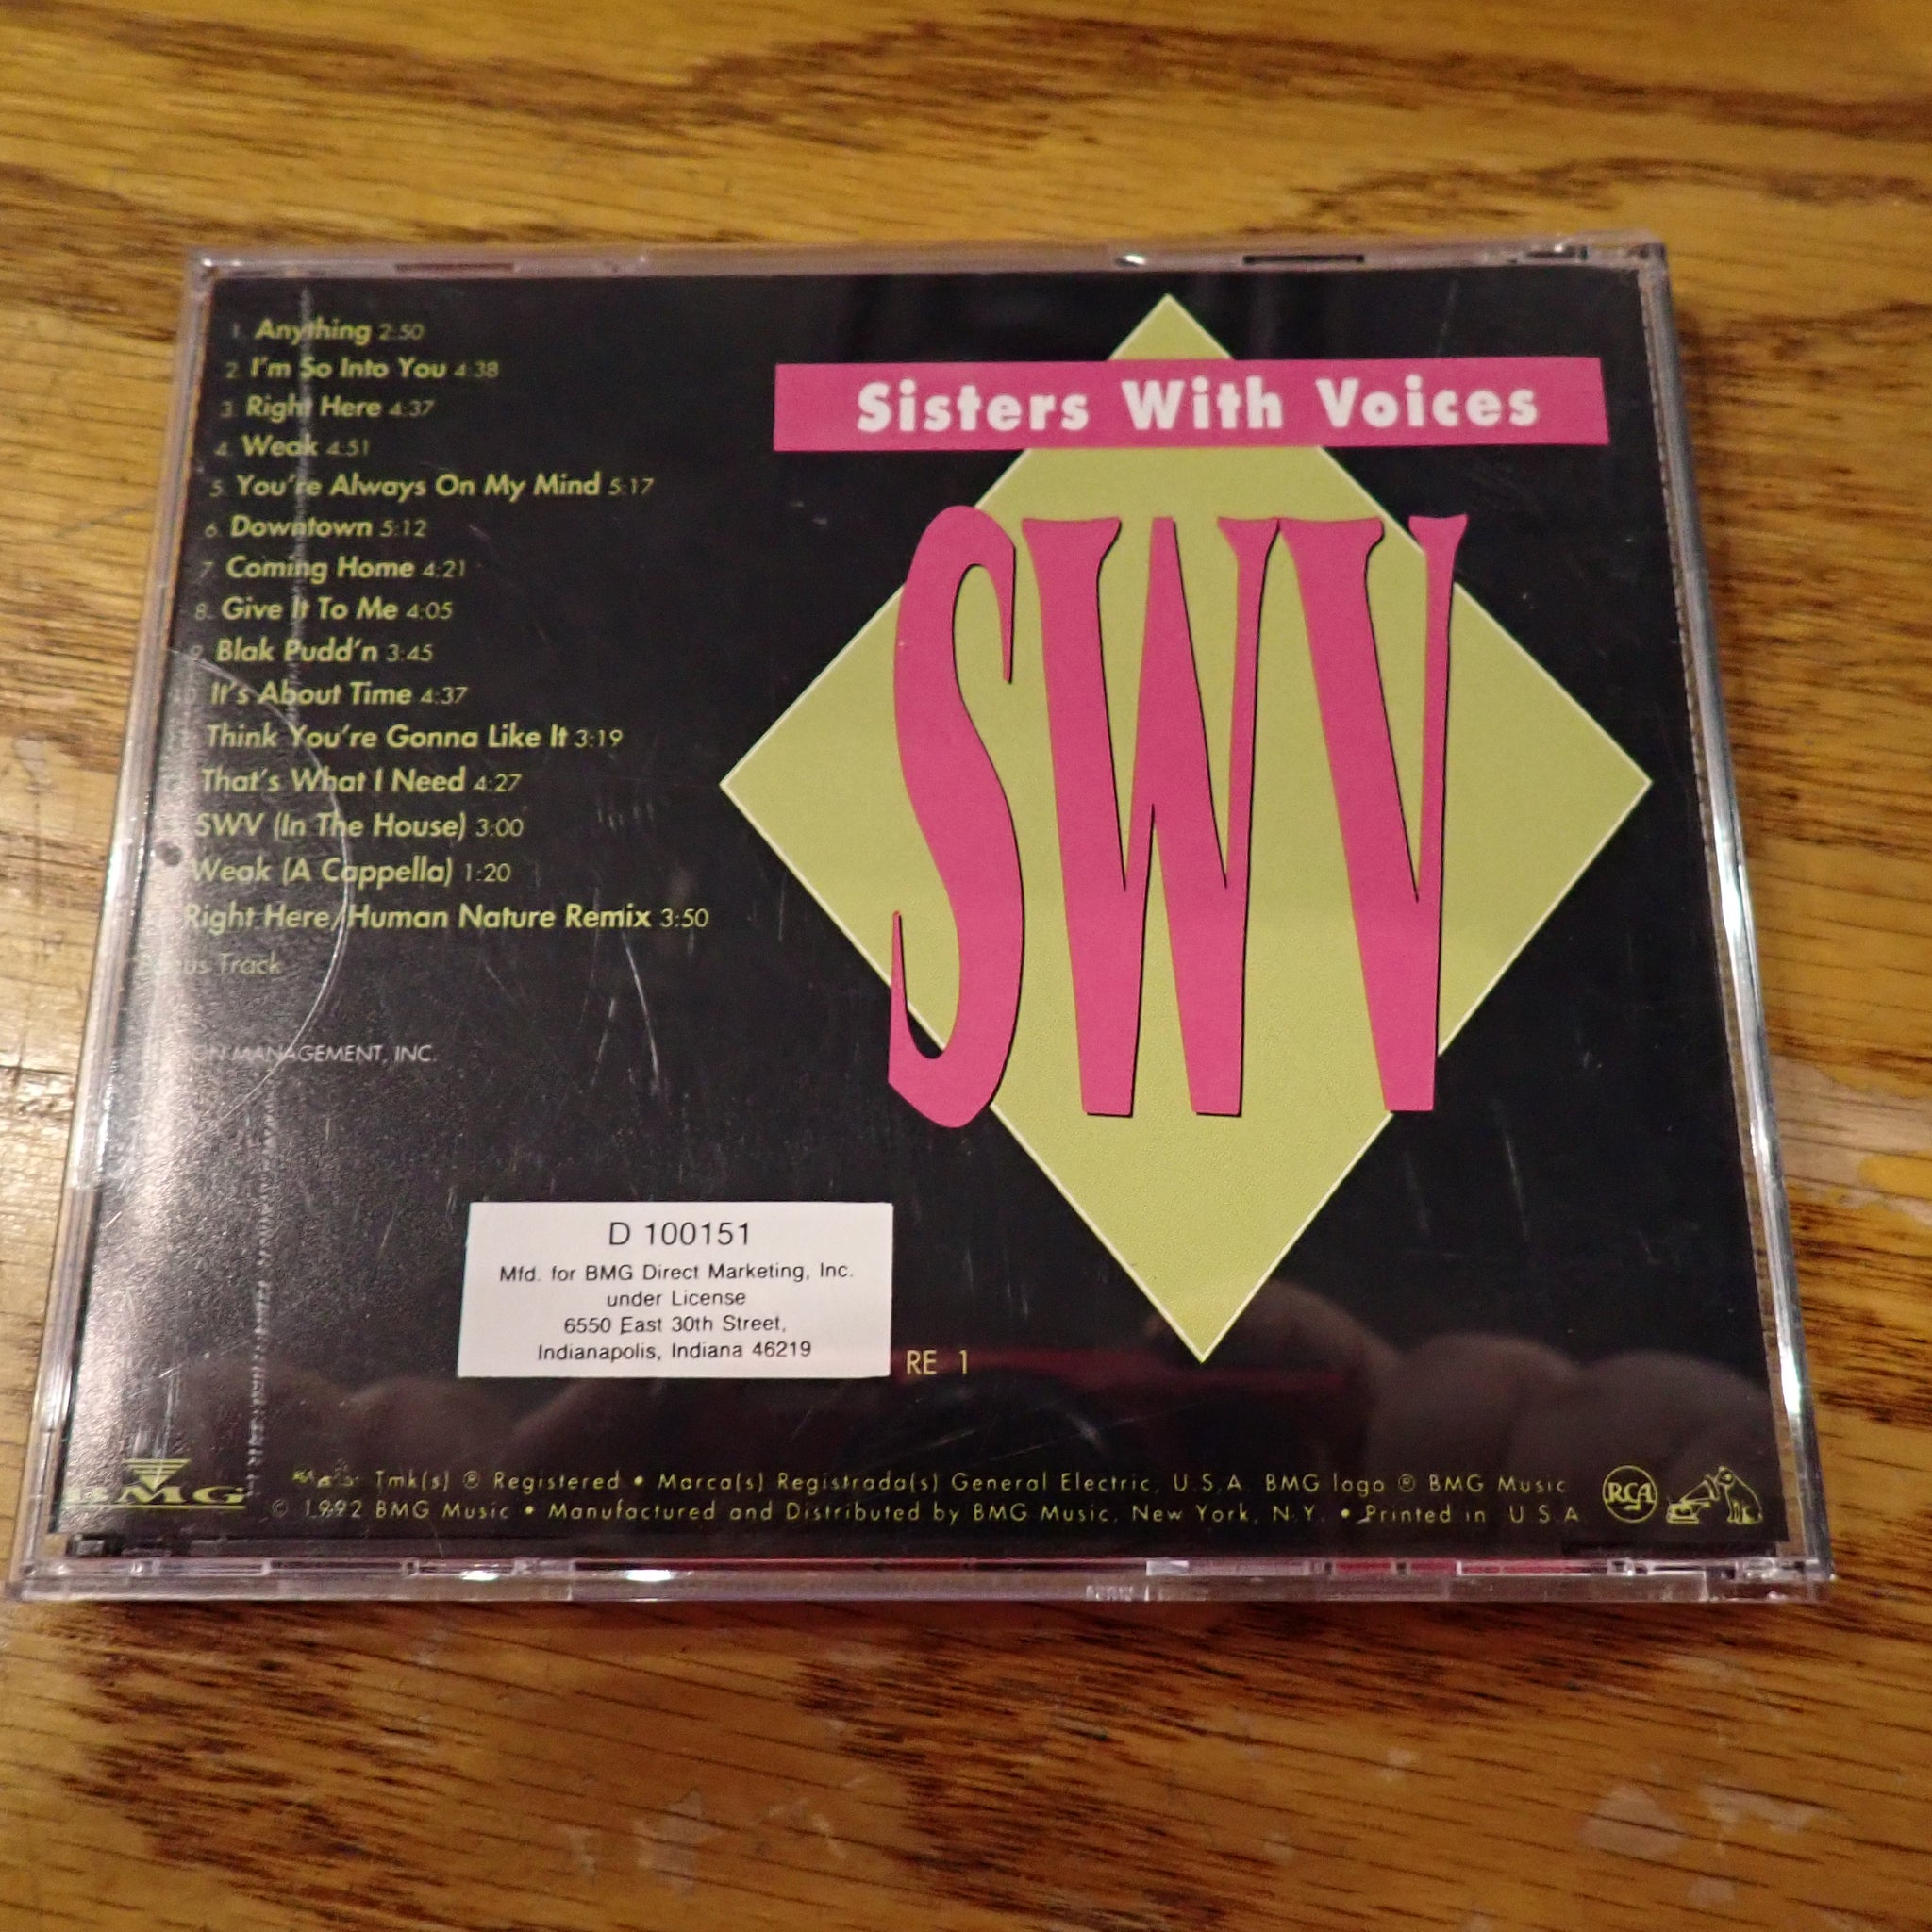 1. Anything 2:50
2. I'm So Into You 4:38
3. Right Here 4:37
4. Weak 4:51
5. You're Always On My Mind 5:17
6. Downtown 5:12
7. Coming Home 4:21
8. Give It To Me 4:05
9. Blak Pudd'n 3:45
10. It's About Time 4:37
Think You're Gonna Like It 3:19
That's What I Need 4:27
SWV (In The House) 3:00
Weak (A Cappella) 1:20
Right Here/Human Nature Remix 3:50
Track
MANAGEMENT, INC.
Sisters With Voices
SWV
D 100151
Mfd. for BMG Direct Marketing, Inc.
under License
6550 East 30th Street,
Indianapolis, Indiana 46219
RE 1
BMG
Tmk(s) ® Registered • Marca(s) Registrada(s) General Electric, U.S.A. BMG logo ® BMG Music
© 1992 BMG Music • Manufactured and Distributed by BMG Music, New York, N.Y. • Printed in U.S.A.
RCA